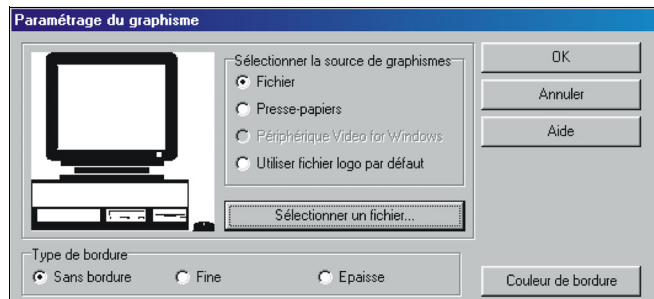 Paramétrage du graphisme
Sélectionner la source de graphismes
Fichier
Presse-papiers
Périphérique Video for Windows
Utiliser fichier logo par défaut
Sélectionner un fichier...
OK
Annuler
Aide
Type de bordure
Sans bordure Fine Epaisse
Couleur de bordure